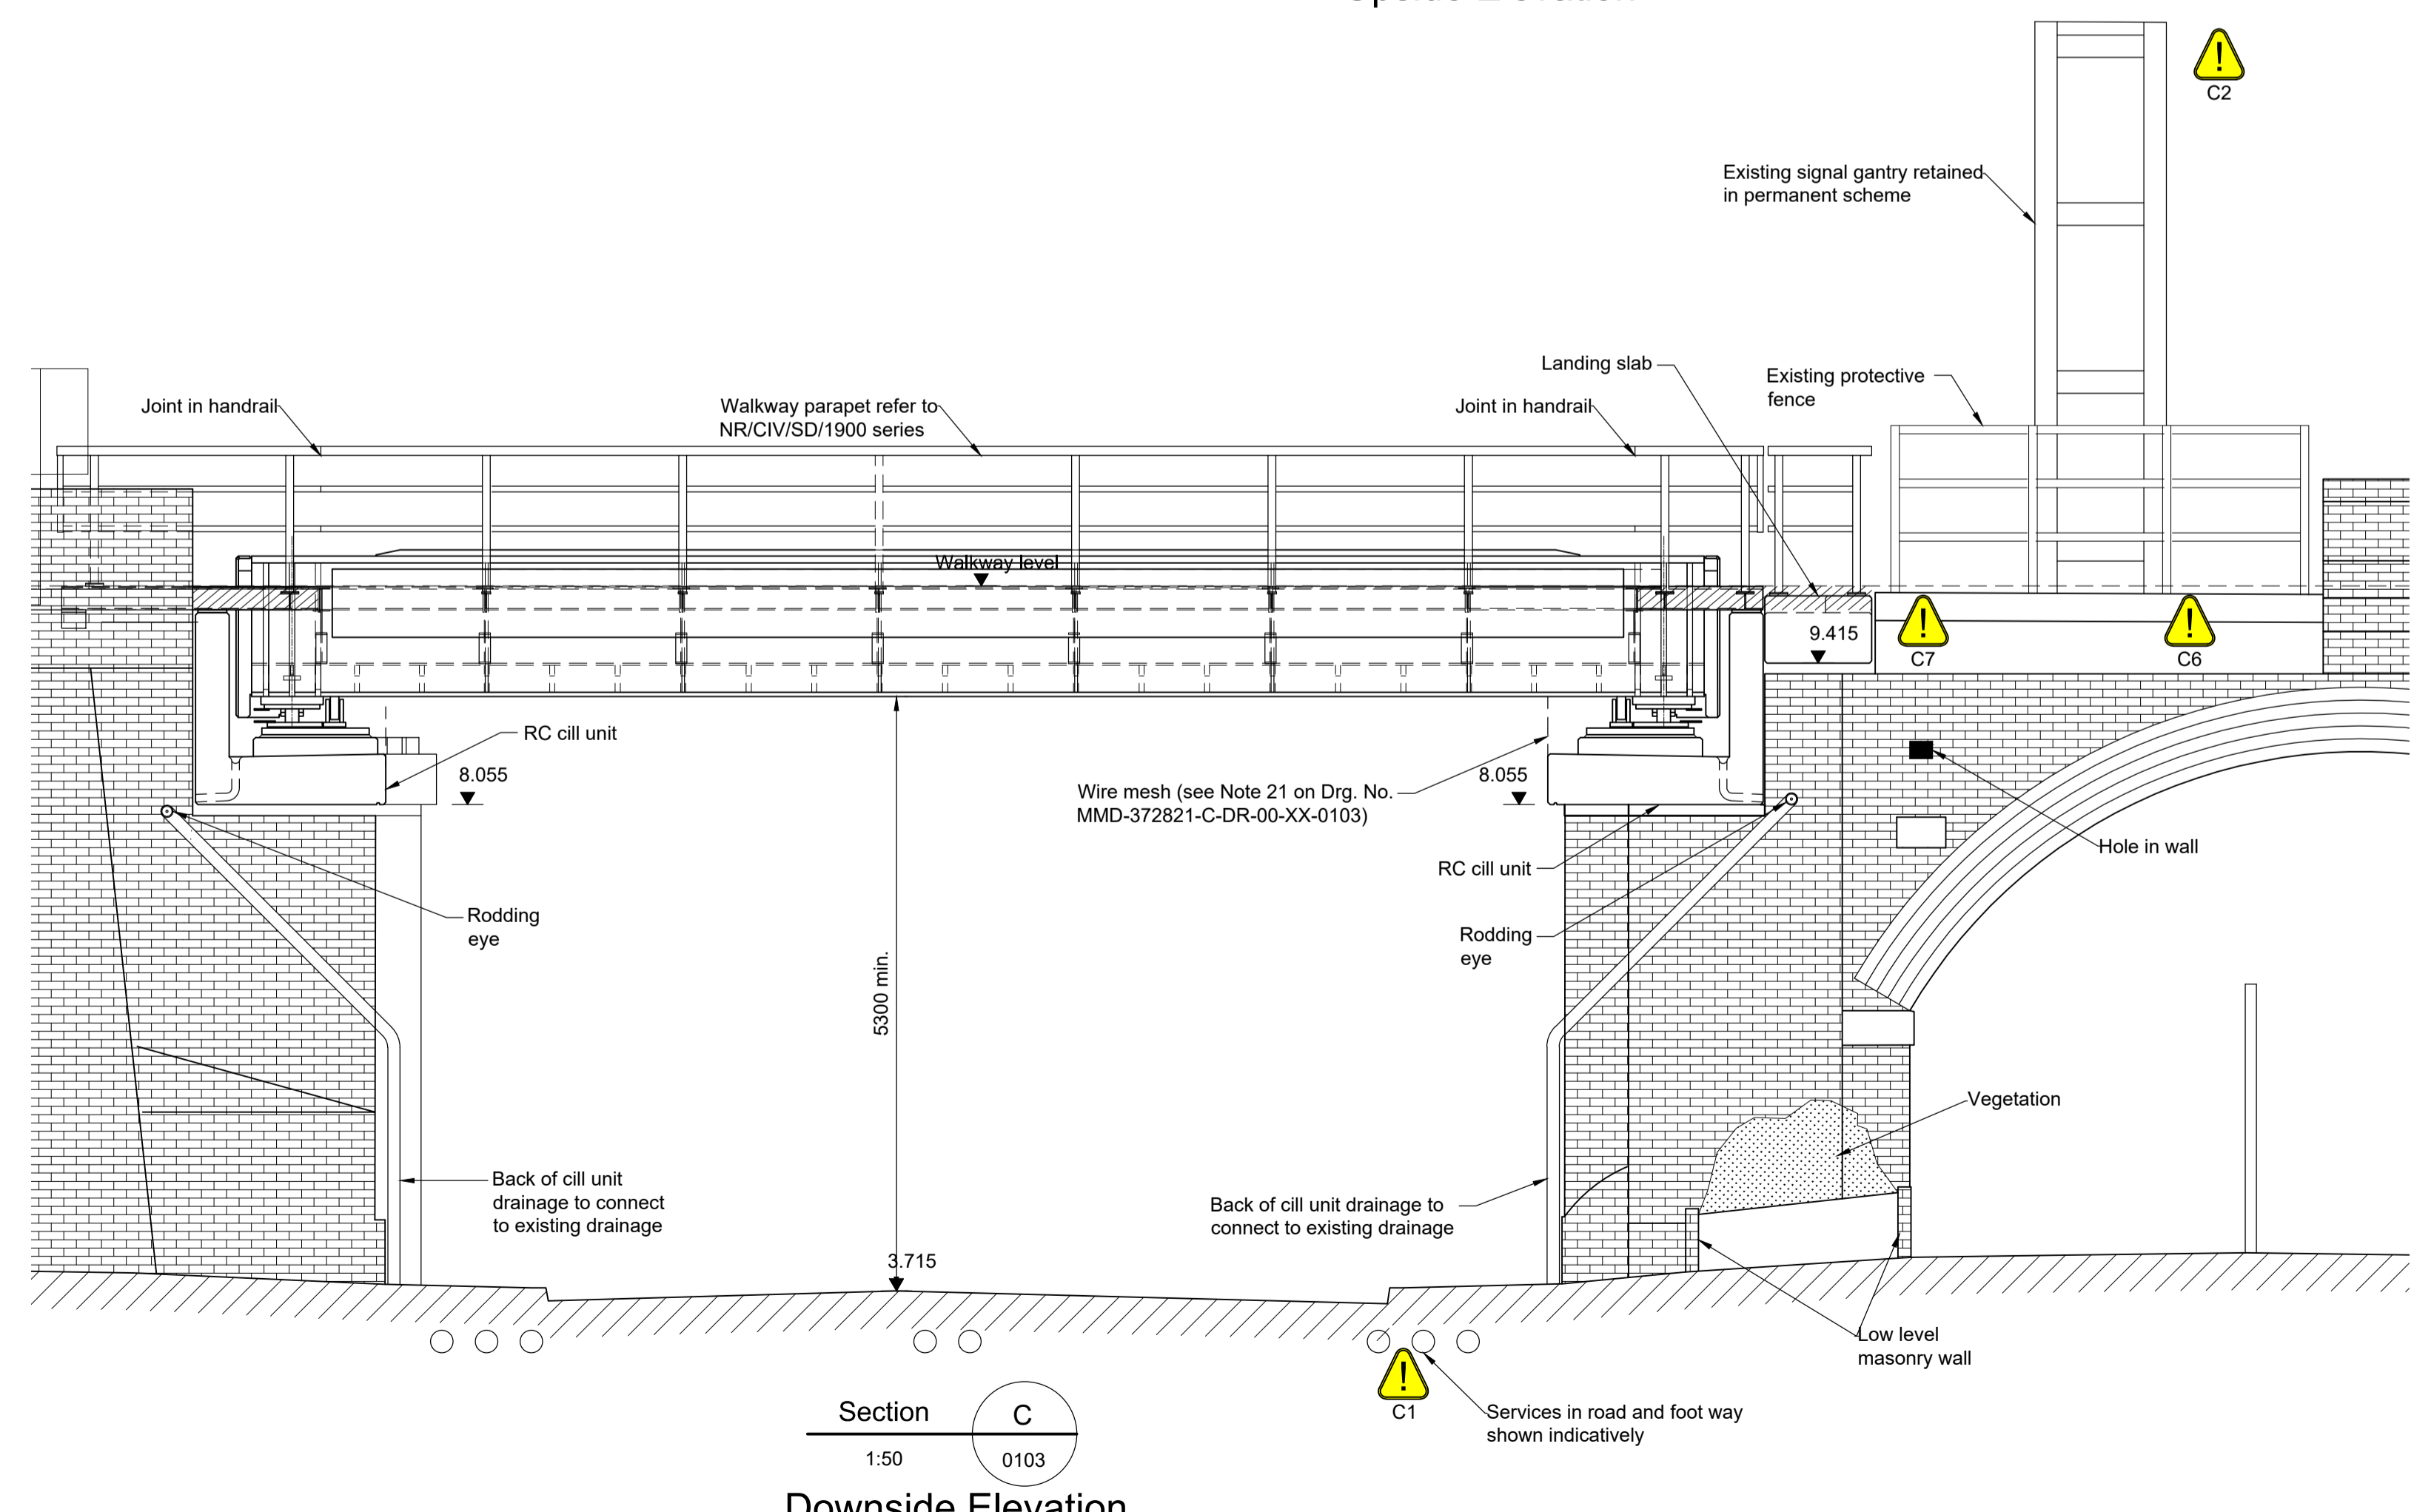 Upside Elevation
C2
Existing signal gantry retained
in permanent scheme
Landing slab
Existing protective
fence
Joint in handrail
Walkway parapet refer to
NR/CIV/SD/1900 series
Joint in handrail
Walkway level
9.415
C7
C6
RC cill unit
8.055
8.055
Wire mesh (see Note 21 on Drg. No.
MMD-372821-C-DR-00-XX-0103)
Hole in wall
RC cill unit
Rodding
eye
Rodding
eye
5300 min.
Vegetation
Back of cill unit
drainage to connect
to existing drainage
Back of cill unit drainage to
connect to existing drainage
3.715
Low level
masonry wall
C1
Services in road and foot way
shown indicatively
Section
C
1:50
0103
Downside Elevation